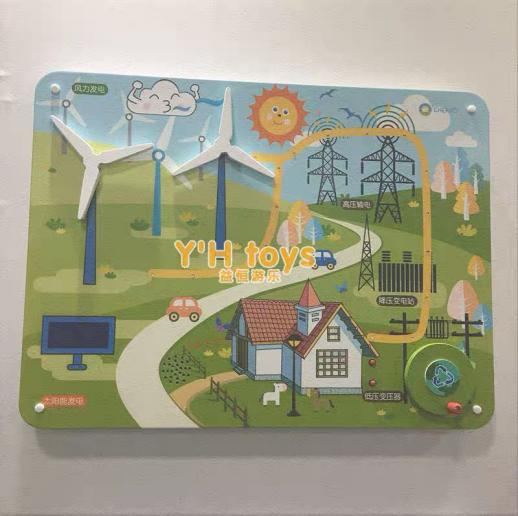 风力发电
高压输电
Y'H toys
益恒游乐
降压变电站
太阳能发电
低压变压器